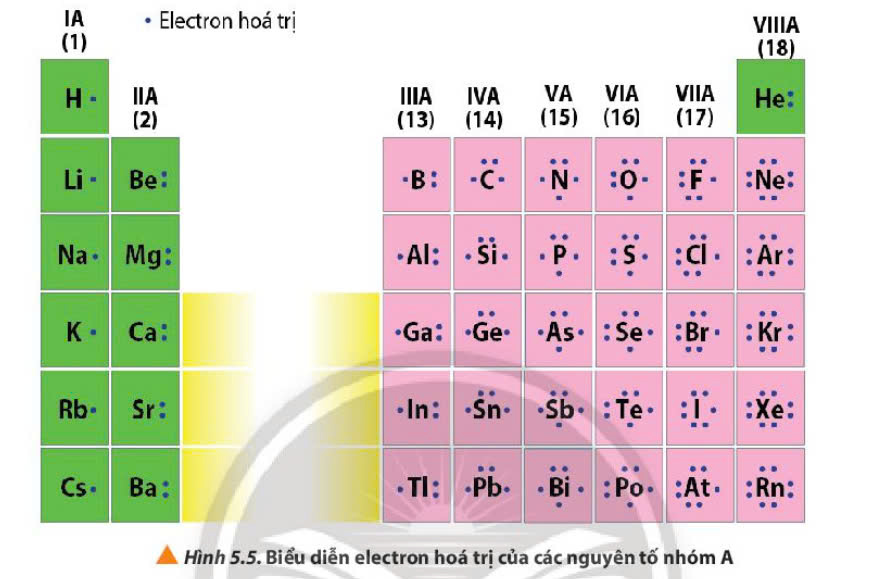 IA
(1)
• Electron hoá trị
VIIIA
(18)
H
IIA
(2)
IIIA
(13)
IVA
(14)
VA
(15)
VIA
(16)
VIIA
(17)
He
Li Be B C N O F Ne
Na Mg Al Si P S Cl Ar
K Ca Ga Ge As Se Br Kr
Rb Sr In Sn Sb Te I Xe
Cs Ba Tl Pb Bi Po At Rn
Hình 5.5. Biểu diễn electron hoá trị của các nguyên tố nhóm A